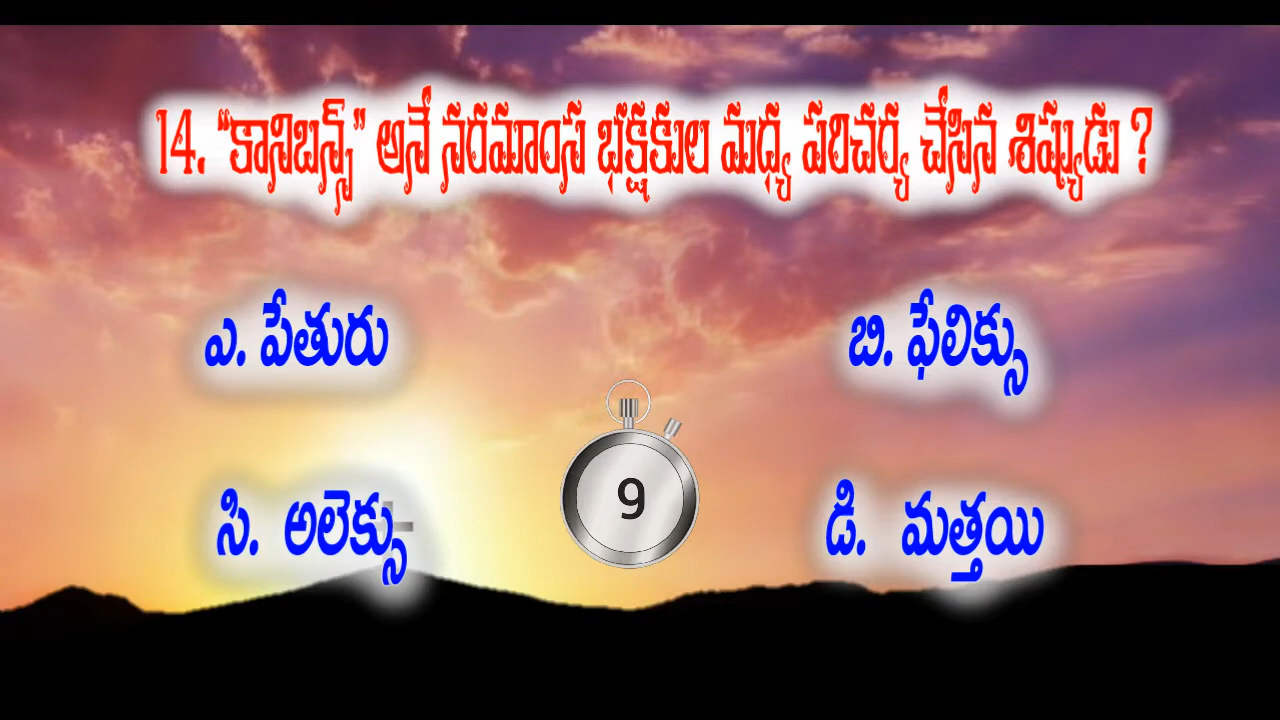 14. “కానిబన్స్” అనే నరమాంస భక్షకుల మధ్య పరిచర్య చేసిన శిష్యుడు ?
ఎ. పేతురు
బి. ఫేలిక్సు
సి. అలెక్సు
9
డి. మత్తయి